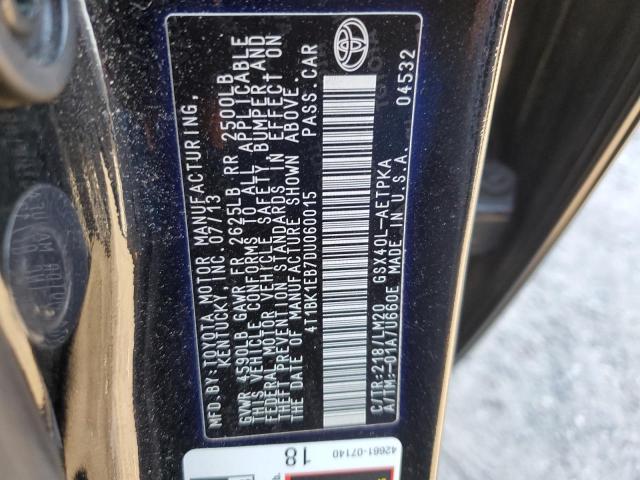 MFD.BY: TOYOTA MOTOR MANUFACTURING,
KENTUCKY, INC. 07/13
GVWR 4590LB GAWR FR 2625LB RR 2500LB
THIS VEHICLE CONFORMS TO ALL APPLICABLE
FEDERAL MOTOR VEHICLE SAFETY, BUMPER, AND
THEFT PREVENTION STANDARDS IN EFFECT ON
THE DATE OF MANUFACTURE SHOWN ABOVE.
4T1BK1EB7DU060015 PASS.CAR
C/TR:218/LM20 GSX40L-AETPKA
A/TM:-01A/U660E MADE IN U.S.A.
04532
42661-07140
18